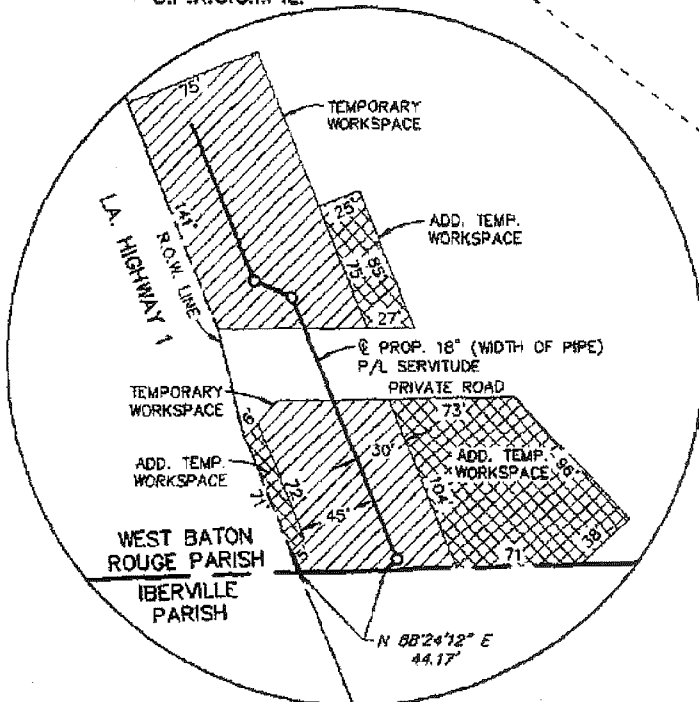 75'
TEMPORARY
WORKSPACE
141'
R.O.W. LINE
LA. HIGHWAY 1
25'
ADD. TEMP.
WORKSPACE
75'
85'
27'
℄ PROP. 18" (WIDTH OF PIPE)
P/L SERVITUDE
PRIVATE ROAD
TEMPORARY
WORKSPACE
73'
30'
ADD. TEMP.
WORKSPACE
96'
ADD. TEMP.
WORKSPACE
72'
71'
45'
104'
38'
71'
WEST BATON
ROUGE PARISH
IBERVILLE
PARISH
N 88°24'12" E
44.17'